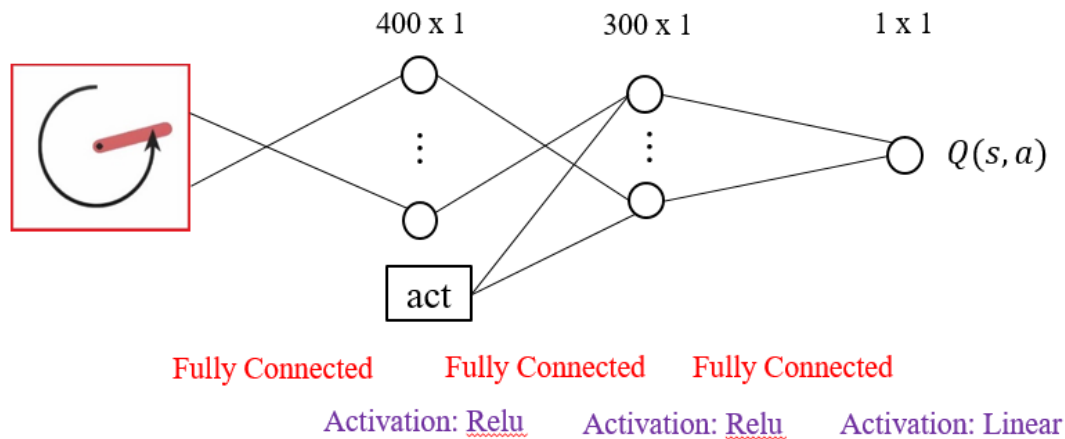 400 x 1 300 x 1 1 x 1
Q(s, a)
act
Fully Connected Fully Connected Fully Connected
Activation: Relu Activation: Relu Activation: Linear